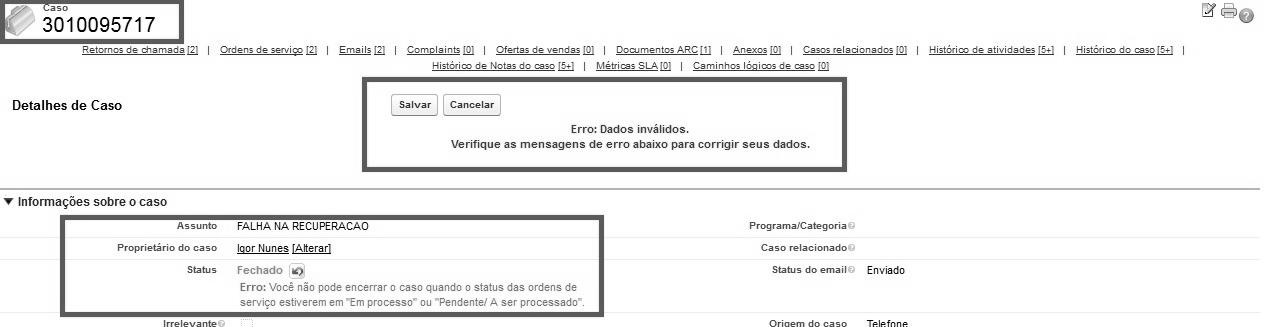 Caso
3010095717
Retornos de chamada [2] | Ordens de serviço [2] | Emails [2] | Complaints [0] | Ofertas de vendas [0] | Documentos ARC [1] | Anexos [0] | Casos relacionados [0] | Histórico de atividades [5+] | Histórico do caso [5+] |
Histórico de Notas do caso [5+] | Métricas SLA [0] | Caminhos lógicos de caso [0]
Detalhes de Caso
Salvar Cancelar
Erro: Dados inválidos.
Verifique as mensagens de erro abaixo para corrigir seus dados.
Informações sobre o caso
Assunto FALHA NA RECUPERACAO Programa/Categoria
Proprietário do caso Igor Nunes [Alterar] Caso relacionado
Status Fechado Status do email Enviado
Erro: Você não pode encerrar o caso quando o status das ordens de
serviço estiverem em "Em processo" ou "Pendente/ A ser processado".
Irrelevante Origem do caso Telefone